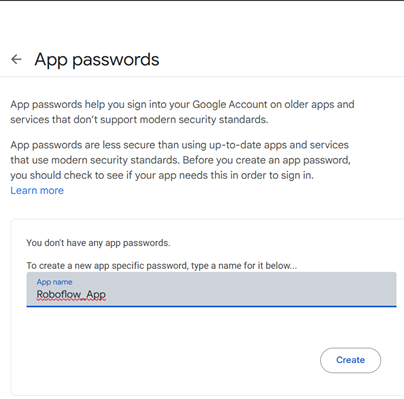 App passwords
App passwords help you sign into your Google Account on older apps and
services that don't support modern security standards.
App passwords are less secure than using up-to-date apps and services
that use modern security standards. Before you create an app password,
you should check to see if your app needs this in order to sign in.
Learn more
You don't have any app passwords.
To create a new app specific password, type a name for it below...
App name
Roboflow_App
Create